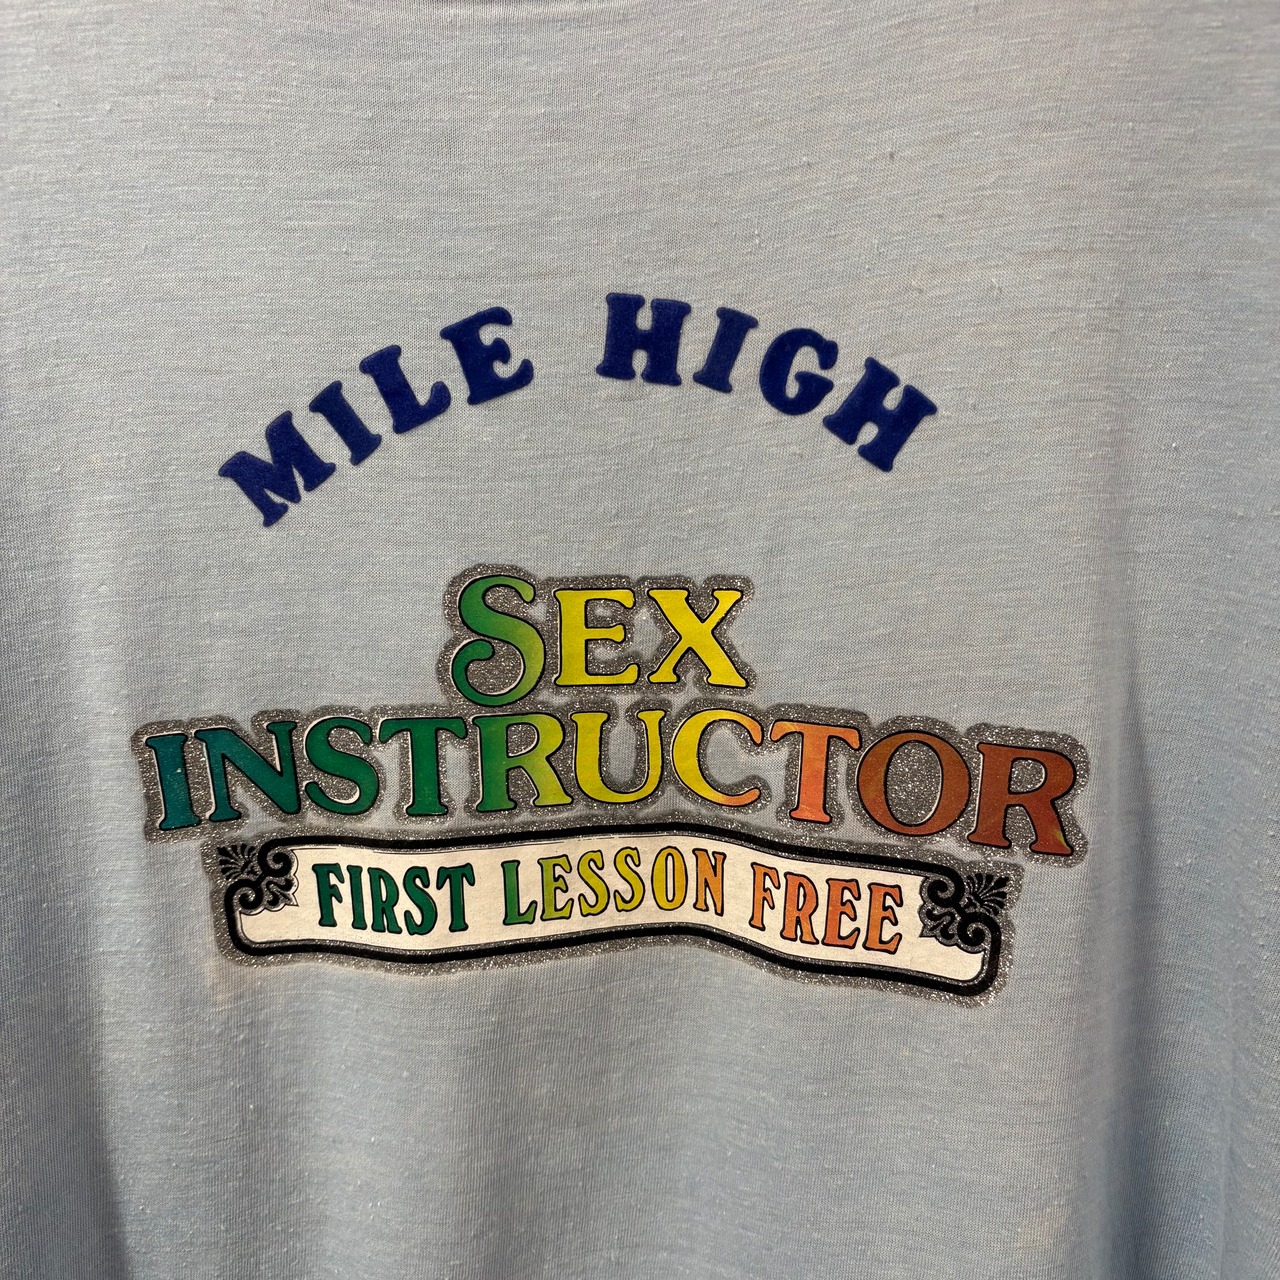 MILE HIGH
SEX
INSTRUCTOR
FIRST LESSON FREE